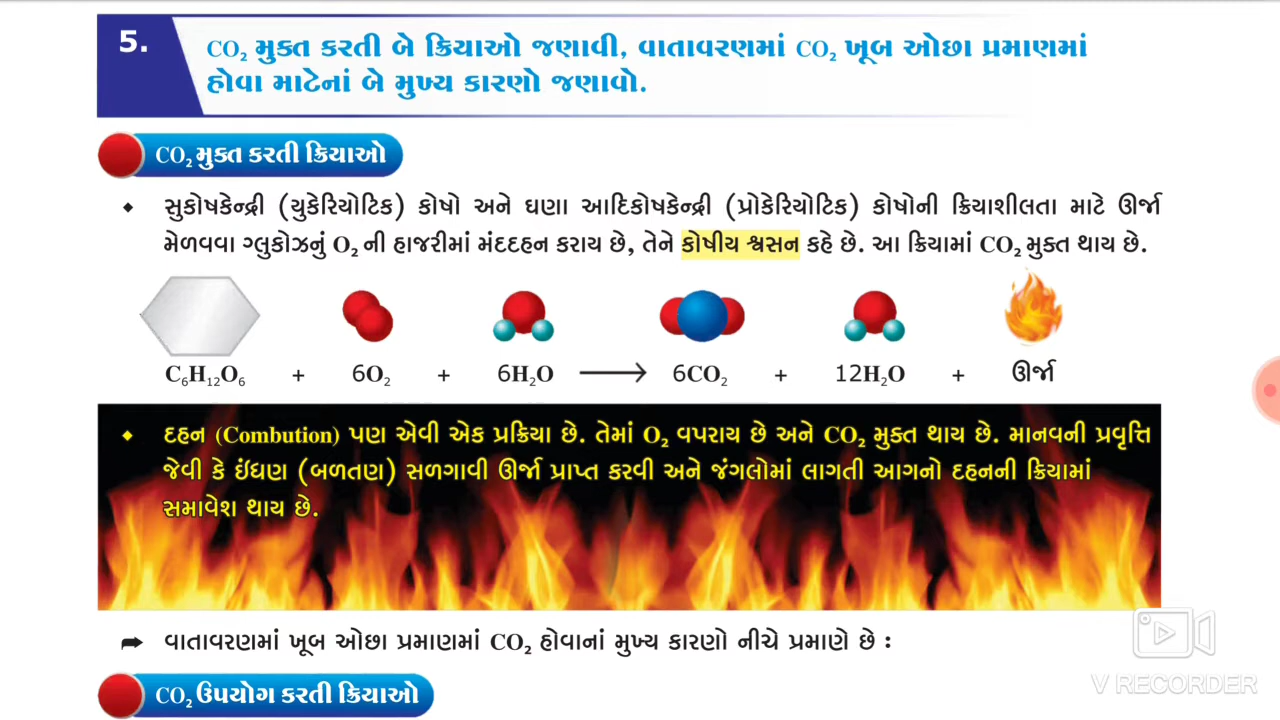 5.
CO₂ મુક્ત કરતી બે ક્રિયાઓ જણાવી, વાતાવરણમાં CO₂ ખૂબ ઓછા પ્રમાણમાં
હોવા માટેનાં બે મુખ્ય કારણો જણાવો.
CO₂ મુક્ત કરતી ક્રિયાઓ
સુકોષકેન્દ્રી (યુકેરિયોટિક) કોષો અને ઘણા આદિકોષકેન્દ્રી (પ્રોકેરિયોટિક) કોષોની ક્રિયાશીલતા માટે ઊર્જા
મેળવવા ગ્લુકોઝનું O₂ ની હાજરીમાં મંદદહન કરાય છે, તેને કોષીય શ્વસન કહે છે. આ ક્રિયામાં CO₂ મુક્ત થાય છે.
C₆H₁₂O₆ + 6O₂ + 6H₂O ⟶ 6CO₂ + 12H₂O + ઊર્જા
દહન (Combution) પણ એવી એક પ્રક્રિયા છે. તેમાં O₂ વપરાય છે અને CO₂ મુક્ત થાય છે. માનવની પ્રવૃત્તિ
જેવી કે ઈંધણ (બળતણ) સળગાવી ઊર્જા પ્રાપ્ત કરવી અને જંગલોમાં લાગતી આગનો દહનની ક્રિયામાં
સમાવેશ થાય છે.
➦ વાતાવરણમાં ખૂબ ઓછા પ્રમાણમાં CO₂ હોવાનાં મુખ્ય કારણો નીચે પ્રમાણે છે :
CO₂ ઉપયોગ કરતી ક્રિયાઓ
V RECORDER